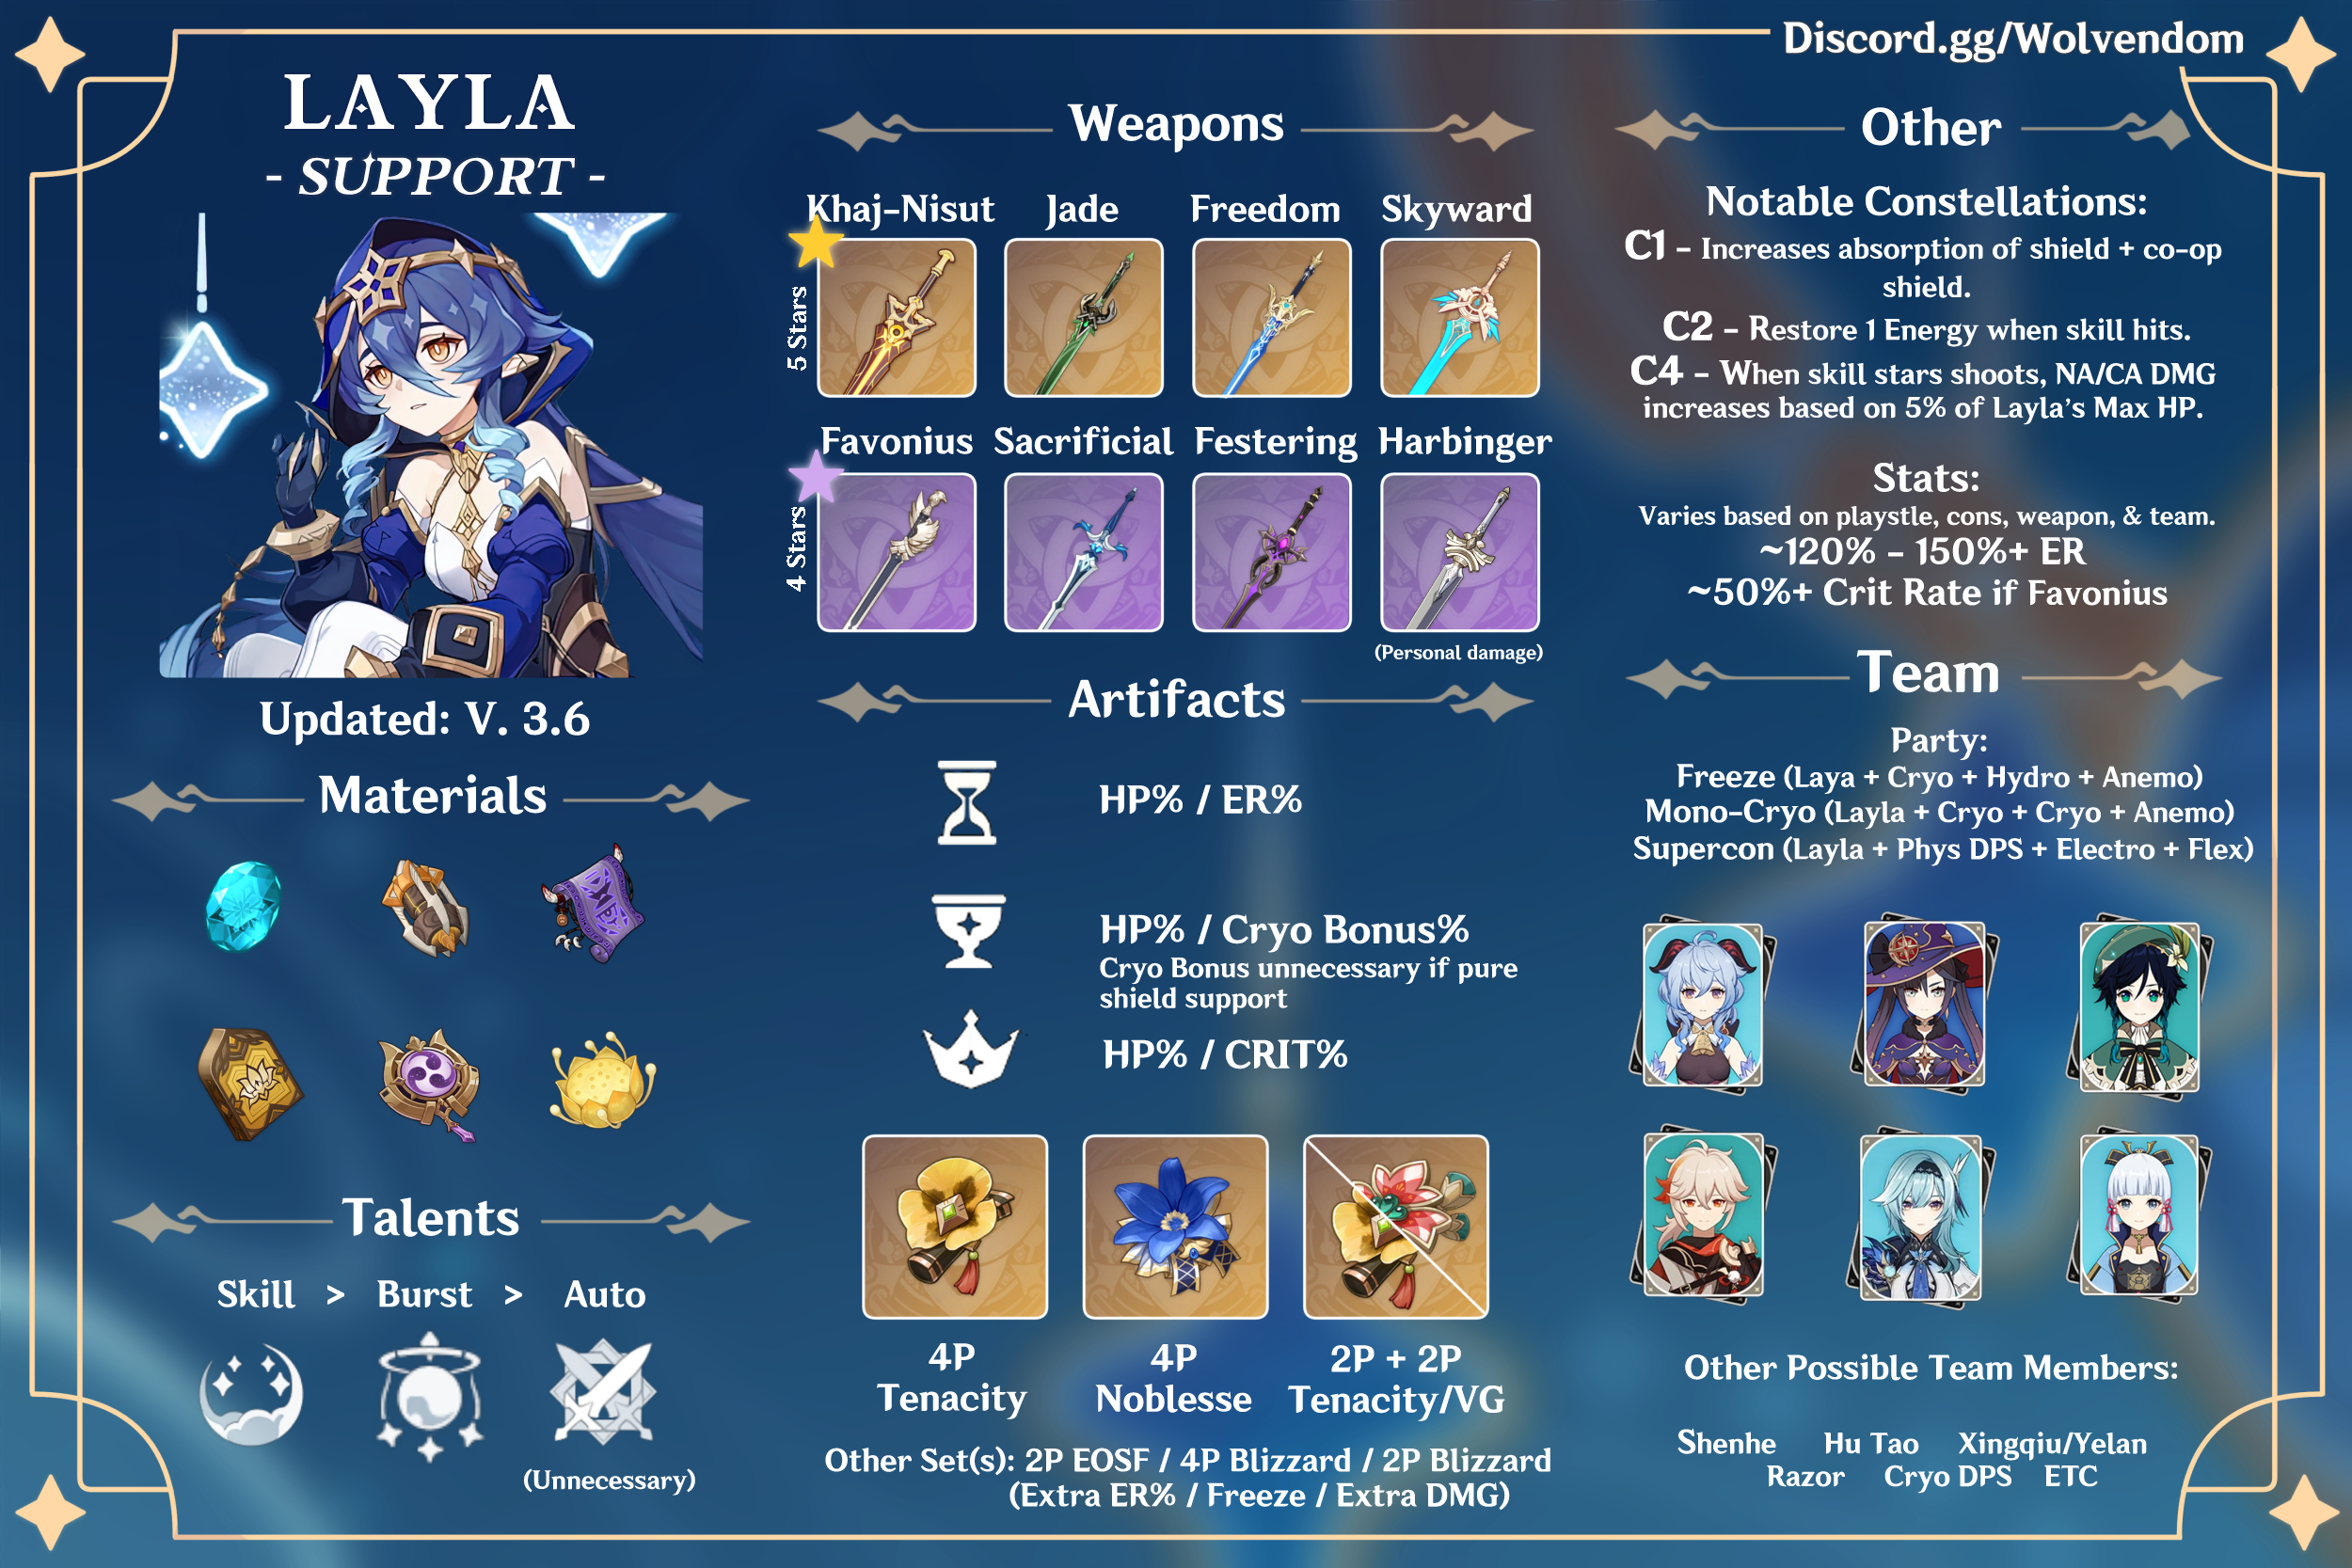 Discord.gg/Wolvendom
LAYLA
- SUPPORT -
Updated: V. 3.6
Materials
Talents
Skill > Burst > Auto
(Unnecessary)
Weapons
Khaj-Nisut Jade Freedom Skyward
5 Stars
Favonius Sacrificial Festering Harbinger
4 Stars
(Personal damage)
Artifacts
HP% / ER%
HP% / Cryo Bonus%
Cryo Bonus unnecessary if pure
shield support
HP% / CRIT%
4P 4P 2P + 2P
Tenacity Noblesse Tenacity/VG
Other Set(s): 2P EOSF / 4P Blizzard / 2P Blizzard
(Extra ER% / Freeze / Extra DMG)
Other
Notable Constellations:
C1 - Increases absorption of shield + co-op
shield.
C2 - Restore 1 Energy when skill hits.
C4 - When skill stars shoots, NA/CA DMG
increases based on 5% of Layla's Max HP.
Stats:
Varies based on playstle, cons, weapon, & team.
~120% - 150%+ ER
~50%+ Crit Rate if Favonius
Team
Party:
Freeze (Laya + Cryo + Hydro + Anemo)
Mono-Cryo (Layla + Cryo + Cryo + Anemo)
Supercon (Layla + Phys DPS + Electro + Flex)
Other Possible Team Members:
Shenhe Hu Tao Xingqiu/Yelan
Razor Cryo DPS ETC